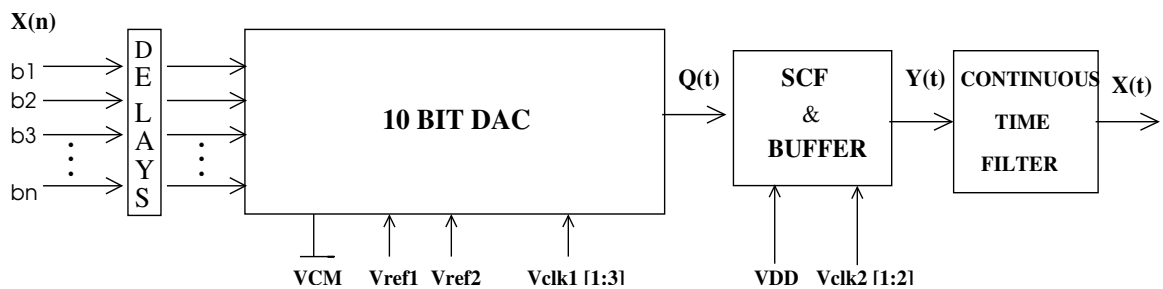 X(n)
b1
b2
b3
bn
DELAYS
10 BIT DAC
Q(t)
SCF
&
BUFFER
Y(t)
CONTINUOUS
TIME
FILTER
X(t)
VCM
Vref1
Vref2
Vclk1 [1:3]
VDD
Vclk2 [1:2]